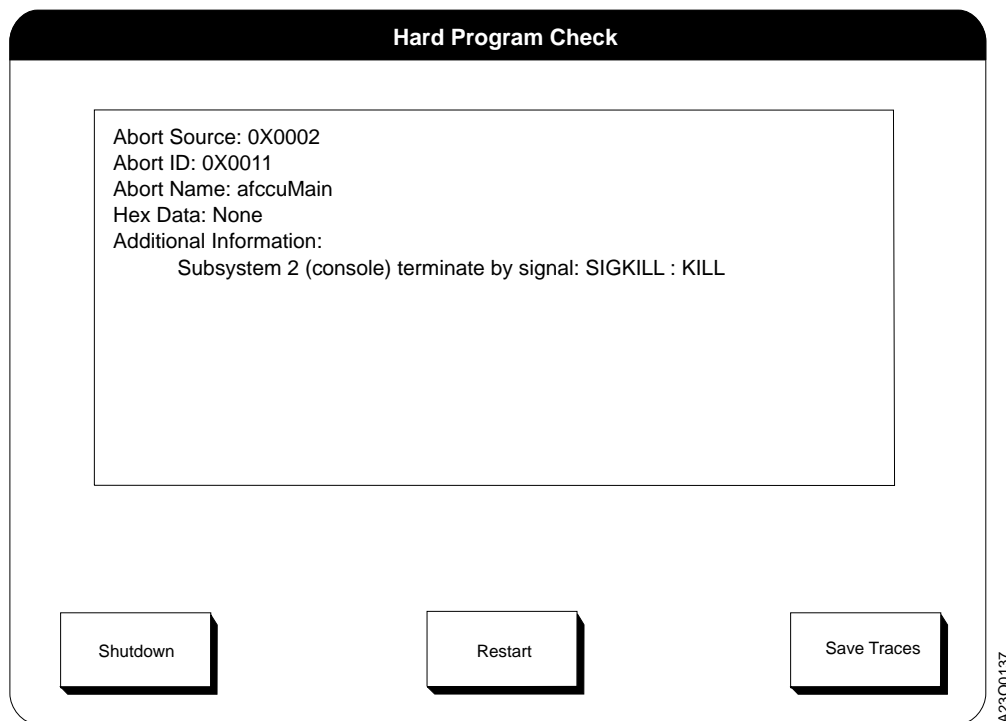 Hard Program Check
Abort Source: 0X0002
Abort ID: 0X0011
Abort Name: afccuMain
Hex Data: None
Additional Information:
Subsystem 2 (console) terminate by signal: SIGKILL : KILL
Shutdown
Restart
Save Traces
A23O0137